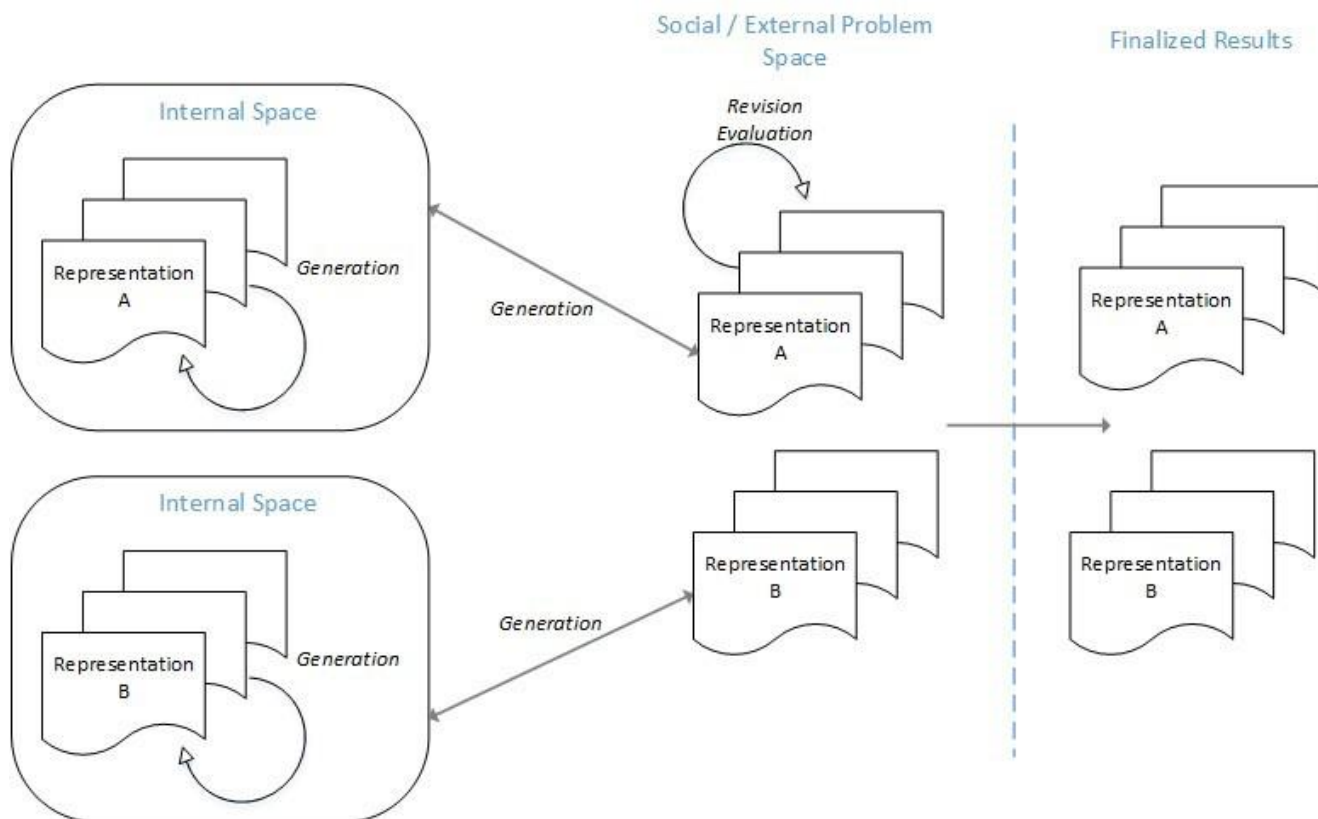 Social / External Problem
Space
Finalized Results
Internal Space
Revision
Evaluation
Generation
Representation
A
Generation
Representation
A
Representation
A
Internal Space
Generation
Representation
B
Generation
Representation
B
Representation
B